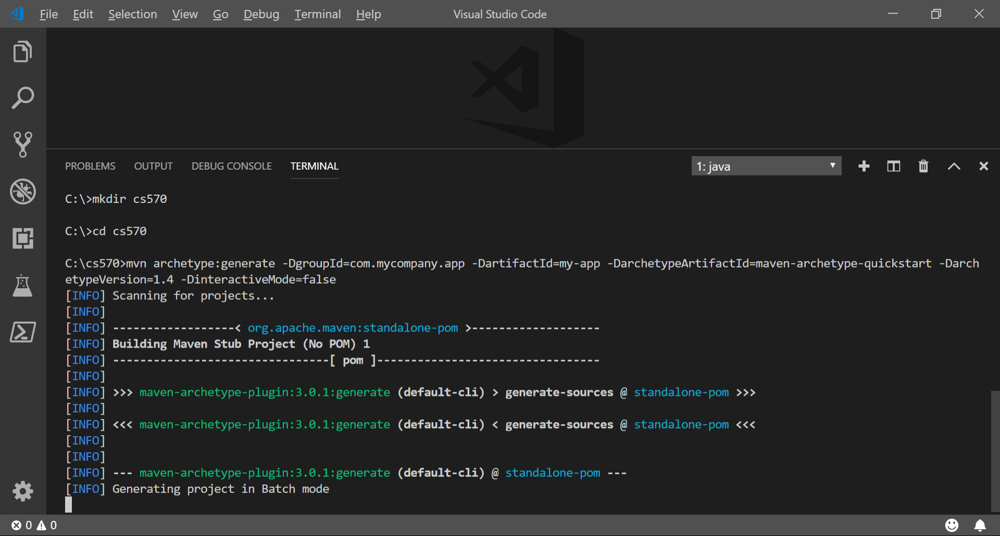 File Edit Selection View Go Debug Terminal Help Visual Studio Code
PROBLEMS OUTPUT DEBUG CONSOLE TERMINAL 1: java
C:\>mkdir cs570
C:\>cd cs570
C:\cs570>mvn archetype:generate -DgroupId=com.mycompany.app -DartifactId=my-app -DarchetypeArtifactId=maven-archetype-quickstart -Darch
etypeVersion=1.4 -DinteractiveMode=false
[INFO] Scanning for projects...
[INFO]
[INFO] ------------------< org.apache.maven:standalone-pom >-------------------
[INFO] Building Maven Stub Project (No POM) 1
[INFO] --------------------------------[ pom ]---------------------------------
[INFO]
[INFO] >>> maven-archetype-plugin:3.0.1:generate (default-cli) > generate-sources @ standalone-pom >>>
[INFO]
[INFO] <<< maven-archetype-plugin:3.0.1:generate (default-cli) < generate-sources @ standalone-pom <<<
[INFO]
[INFO]
[INFO] --- maven-archetype-plugin:3.0.1:generate (default-cli) @ standalone-pom ---
[INFO] Generating project in Batch mode
0 0